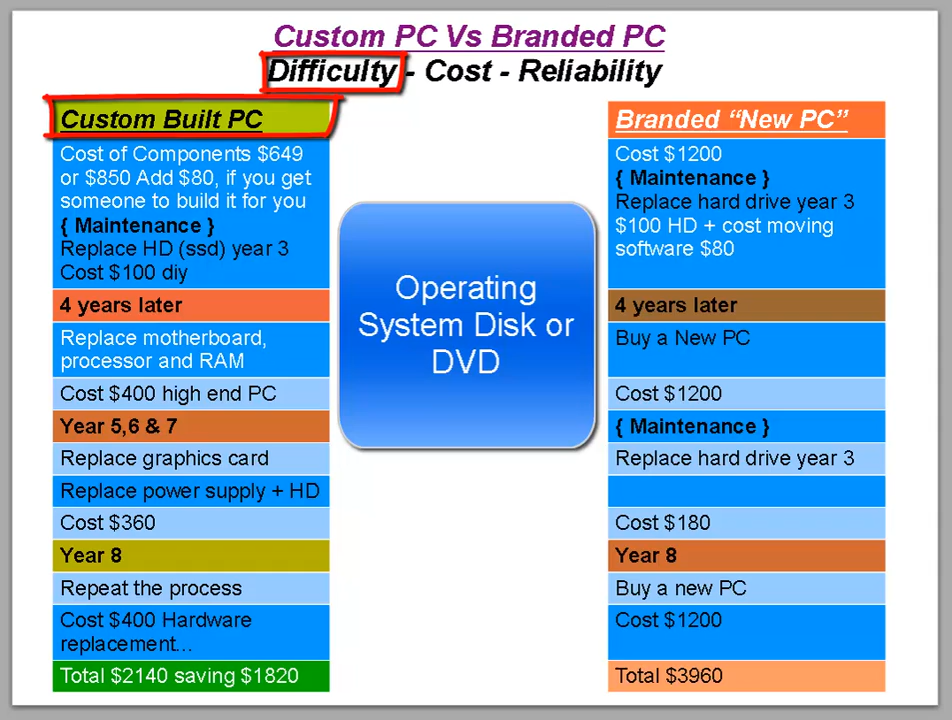 Custom PC Vs Branded PC
Difficulty - Cost - Reliability
Custom Built PC
Cost of Components $649
or $850 Add $80, if you get
someone to build it for you
{ Maintenance }
Replace HD (ssd) year 3
Cost $100 diy
4 years later
Replace motherboard,
processor and RAM
Cost $400 high end PC
Year 5,6 & 7
Replace graphics card
Replace power supply + HD
Cost $360
Year 8
Repeat the process
Cost $400 Hardware
replacement...
Total $2140 saving $1820
Operating
System Disk or
DVD
Branded “New PC”
Cost $1200
{ Maintenance }
Replace hard drive year 3
$100 HD + cost moving
software $80
4 years later
Buy a New PC
Cost $1200
{ Maintenance }
Replace hard drive year 3
Cost $180
Year 8
Buy a new PC
Cost $1200
Total $3960